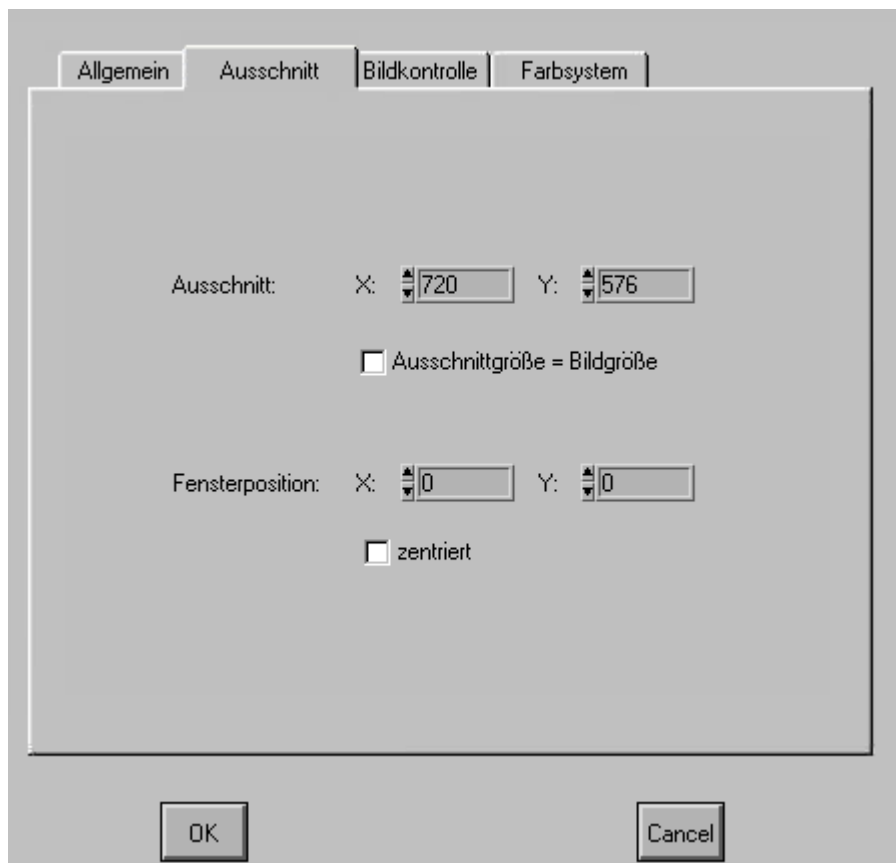 Allgemein Ausschnitt Bildkontrolle Farbsystem
Ausschnitt: X: 720 Y: 576
Ausschnittgröße = Bildgröße
Fensterposition: X: 0 Y: 0
zentriert
OK Cancel